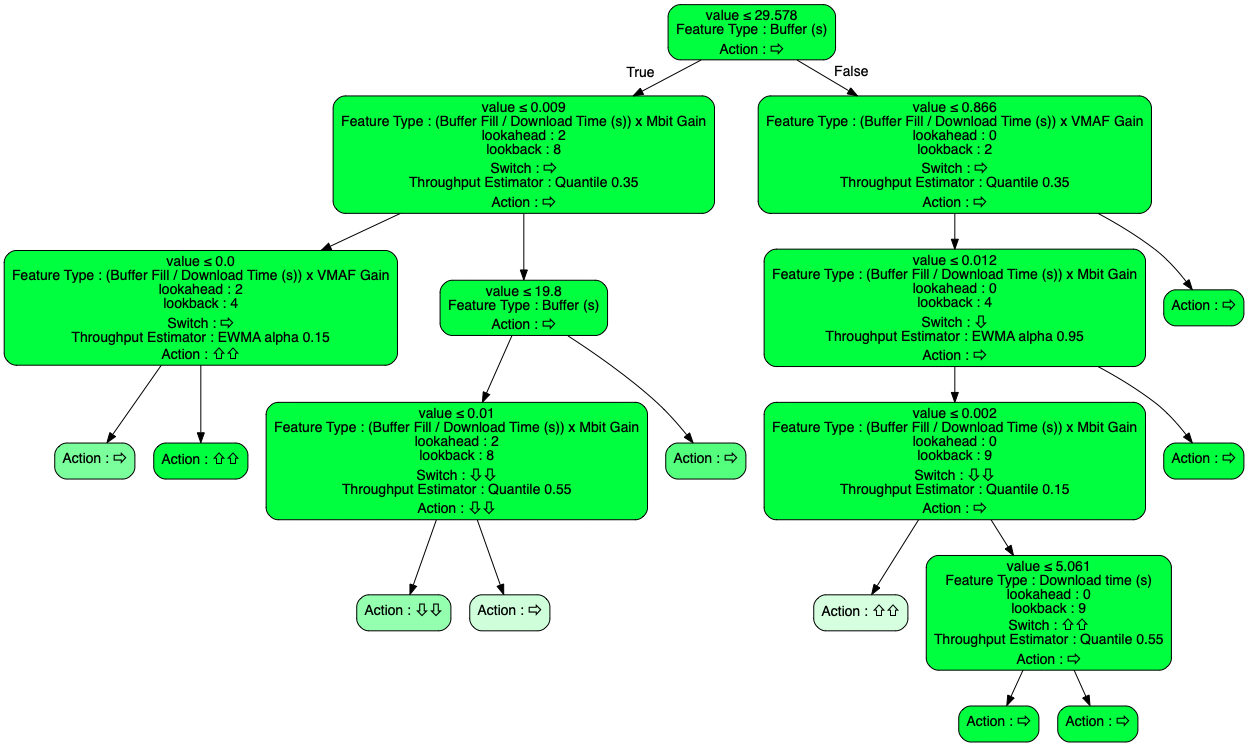 value ≤ 29.578
Feature Type : Buffer (s)
Action : ⇨
True
False
value ≤ 0.009
Feature Type : (Buffer Fill / Download Time (s)) x Mbit Gain
lookahead : 2
lookback : 8
Switch : ⇨
Throughput Estimator : Quantile 0.35
Action : ⇨
value ≤ 0.866
Feature Type : (Buffer Fill / Download Time (s)) x VMAF Gain
lookahead : 0
lookback : 2
Switch : ⇨
Throughput Estimator : Quantile 0.35
Action : ⇨
value ≤ 0.0
Feature Type : (Buffer Fill / Download Time (s)) x VMAF Gain
lookahead : 2
lookback : 4
Switch : ⇨
Throughput Estimator : EWMA alpha 0.15
Action : ⇧⇧
value ≤ 19.8
Feature Type : Buffer (s)
Action : ⇨
value ≤ 0.012
Feature Type : (Buffer Fill / Download Time (s)) x Mbit Gain
lookahead : 0
lookback : 4
Switch : ⇩
Throughput Estimator : EWMA alpha 0.95
Action : ⇨
Action : ⇨
Action : ⇨
Action : ⇧⇧
value ≤ 0.01
Feature Type : (Buffer Fill / Download Time (s)) x Mbit Gain
lookahead : 2
lookback : 8
Switch : ⇩⇩
Throughput Estimator : Quantile 0.55
Action : ⇩⇩
Action : ⇨
value ≤ 0.002
Feature Type : (Buffer Fill / Download Time (s)) x Mbit Gain
lookahead : 0
lookback : 9
Switch : ⇩⇩
Throughput Estimator : Quantile 0.15
Action : ⇨
Action : ⇨
Action : ⇩⇩
Action : ⇨
Action : ⇧⇧
value ≤ 5.061
Feature Type : Download time (s)
lookahead : 0
lookback : 9
Switch : ⇧⇧
Throughput Estimator : Quantile 0.55
Action : ⇨
Action : ⇨
Action : ⇨